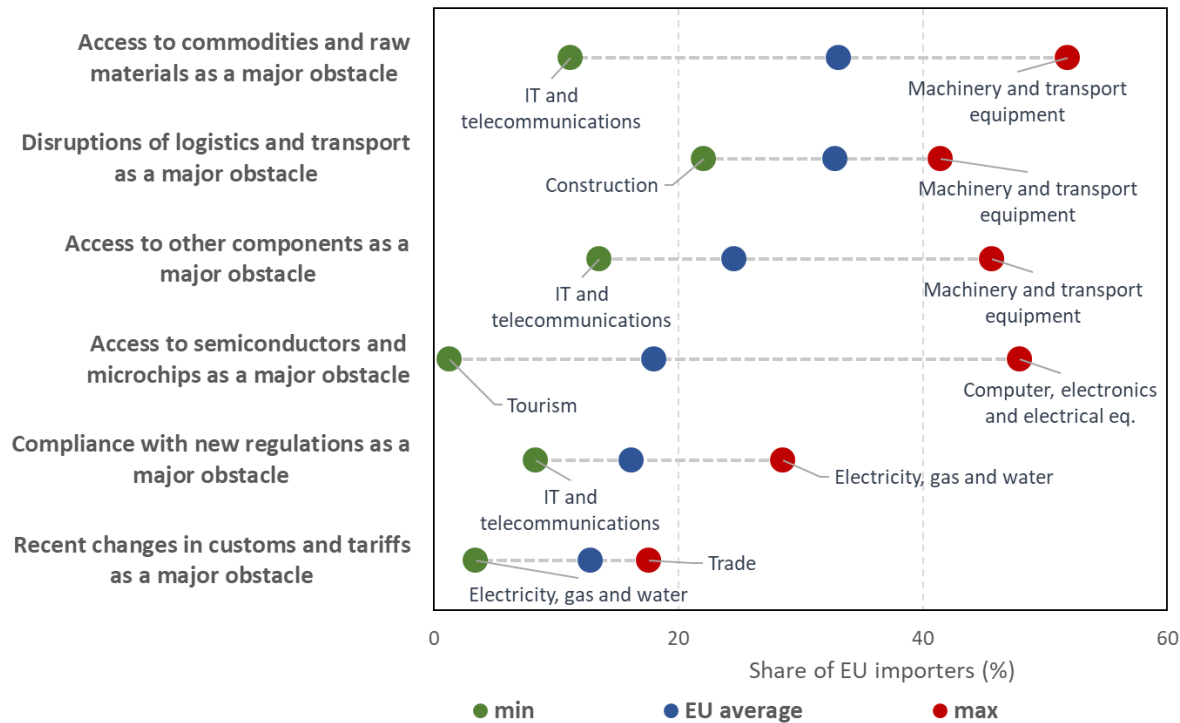 Access to commodities and raw
materials as a major obstacle
IT and
telecommunications
Machinery and transport
equipment
Disruptions of logistics and transport
as a major obstacle
Construction
Machinery and transport
equipment
Access to other components as a
major obstacle
IT and
telecommunications
Machinery and transport
equipment
Access to semiconductors and
microchips as a major obstacle
Tourism
Computer, electronics
and electrical eq.
Compliance with new regulations as a
major obstacle
IT and
telecommunications
Electricity, gas and water
Recent changes in customs and tariffs
as a major obstacle
Electricity, gas and water
Trade
0 20 40 60
Share of EU importers (%)
min EU average max